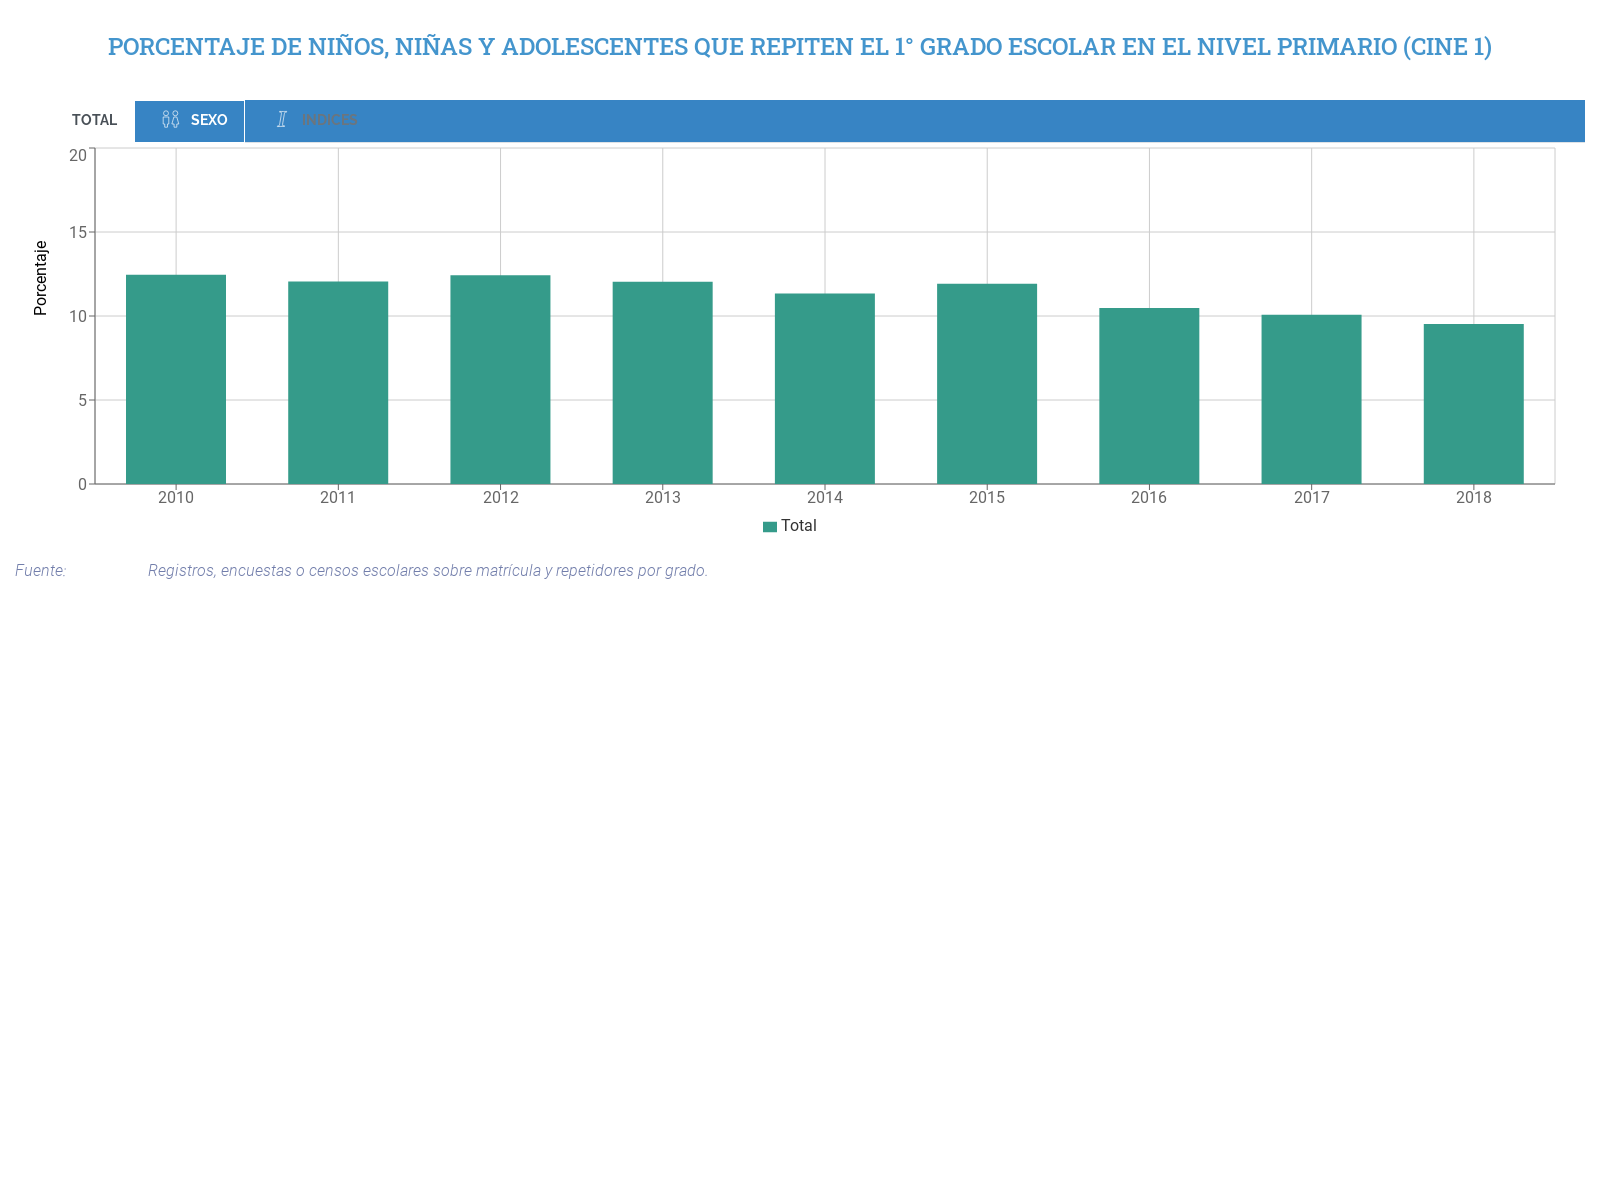 PORCENTAJE DE NIÑOS, NIÑAS Y ADOLESCENTES QUE REPITEN EL 1° GRADO ESCOLAR EN EL NIVEL PRIMARIO (CINE 1)
TOTAL SEXO INDICES
20
15
10
5
0
Porcentaje
2010 2011 2012 2013 2014 2015 2016 2017 2018
Total
Fuente: Registros, encuestas o censos escolares sobre matrícula y repetidores por grado.